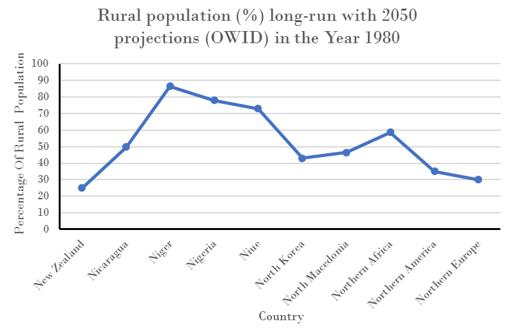 Rural population (%) long-run with 2050
projections (OWID) in the Year 1980
Percentage Of Rural Population
100
90
80
70
60
50
40
30
20
10
0
New Zealand
Nicaragua
Niger
Nigeria
Niue
North Korea
North Macedonia
Northern Africa
Northern America
Northern Europe
Country